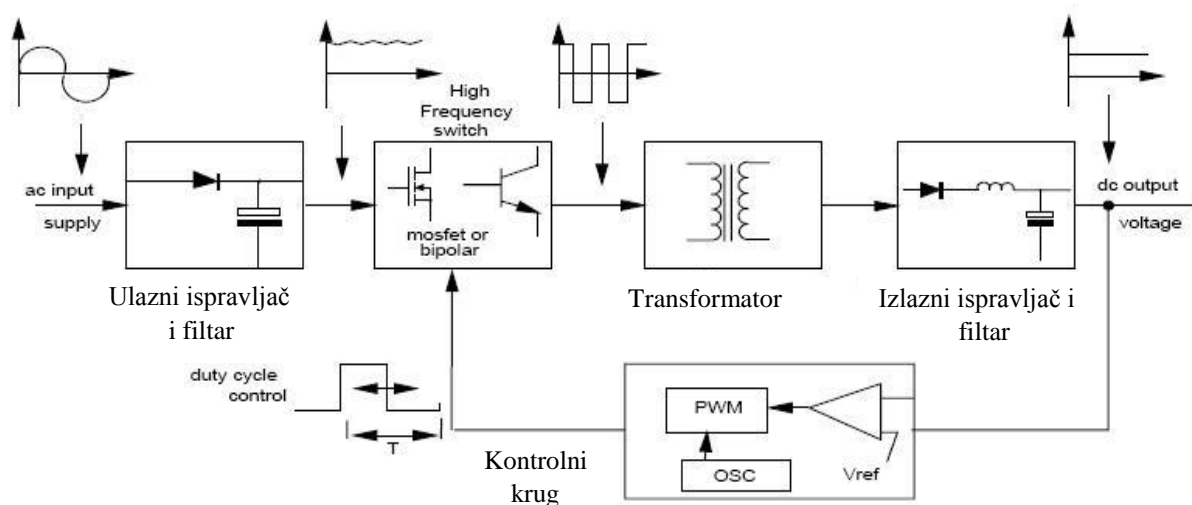 High
Frequency
switch
ac input
supply
mosfet or
bipolar
dc output
voltage
Ulazni ispravljač
i filtar
Transformator
Izlazni ispravljač i
filtar
duty cycle
control
T
PWM
OSC
Vref
Kontrolni
krug